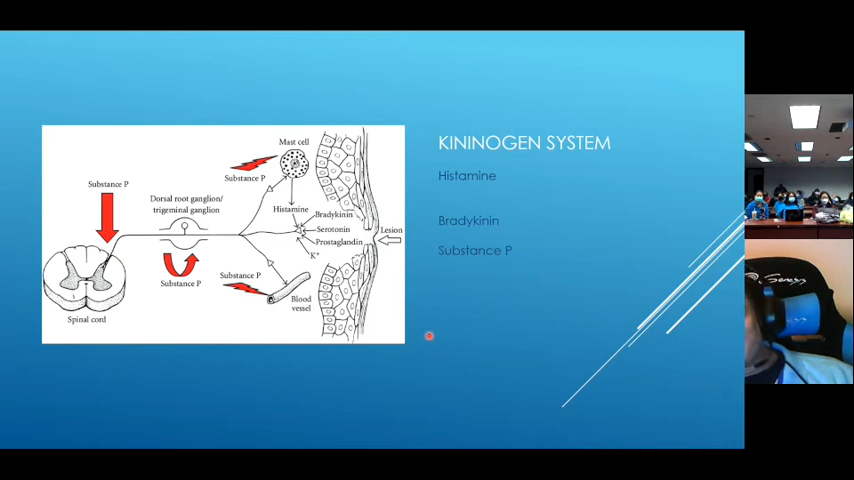 KININOGEN SYSTEM
Histamine
Bradykinin
Substance P
Mast cell
Substance P
Substance P
Dorsal root ganglion/
trigeminal ganglion
Histamine
Bradykinin
Serotonin
Prostaglandin
K+
Lesion
Substance P
Substance P
Blood
vessel
Spinal cord